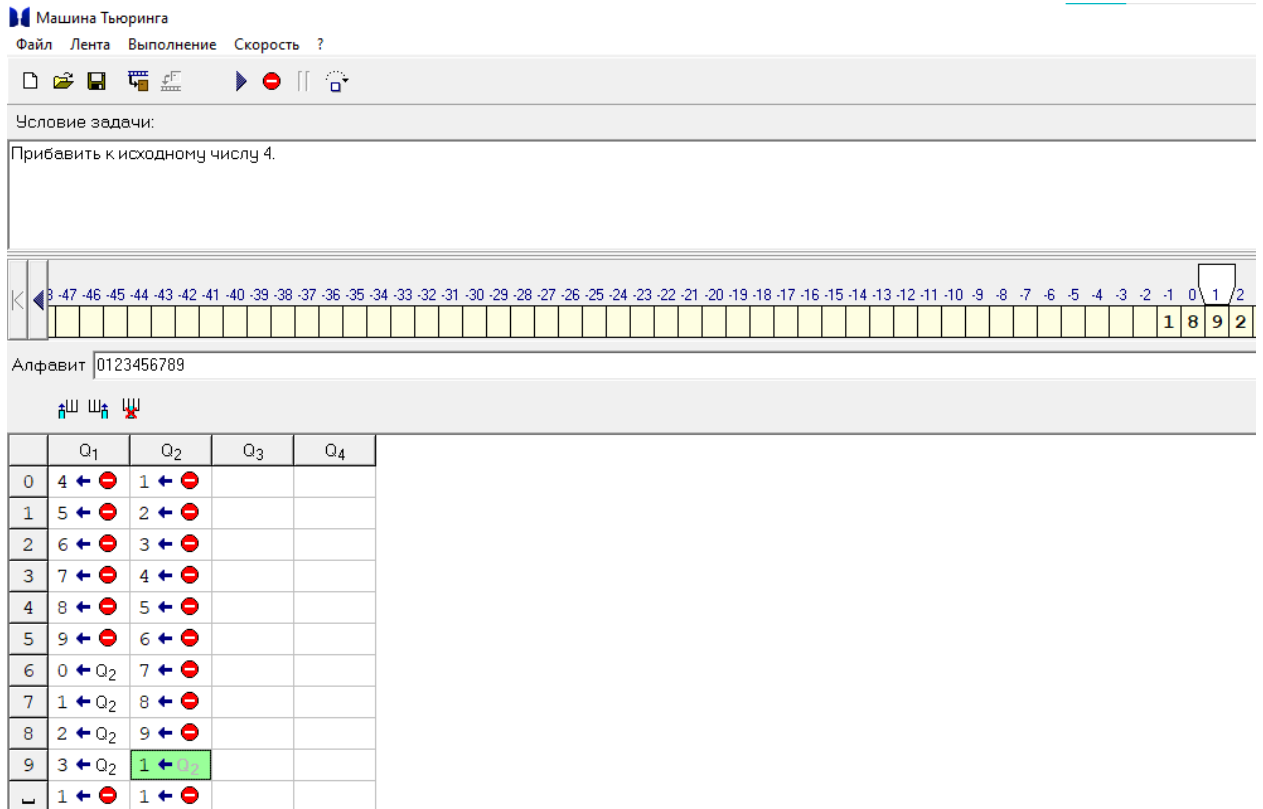 Машина Тьюринга
Файл Лента Выполнение Скорость ?
Условие задачи:
Прибавить к исходному числу 4.
-47 -46 -45 -44 -43 -42 -41 -40 -39 -38 -37 -36 -35 -34 -33 -32 -31 -30 -29 -28 -27 -26 -25 -24 -23 -22 -21 -20 -19 -18 -17 -16 -15 -14 -13 -12 -11 -10 -9 -8 -7 -6 -5 -4 -3 -2 -1 0 1 2
1 8 9 2
Алфавит 0123456789
Q1 Q2 Q3 Q4
0 4 ← 1 ←
1 5 ← 2 ←
2 6 ← 3 ←
3 7 ← 4 ←
4 8 ← 5 ←
5 9 ← 6 ←
6 0 ← Q2 7 ←
7 1 ← Q2 8 ←
8 2 ← Q2 9 ←
9 3 ← Q2 1 ← Q2
1 ← 1 ←